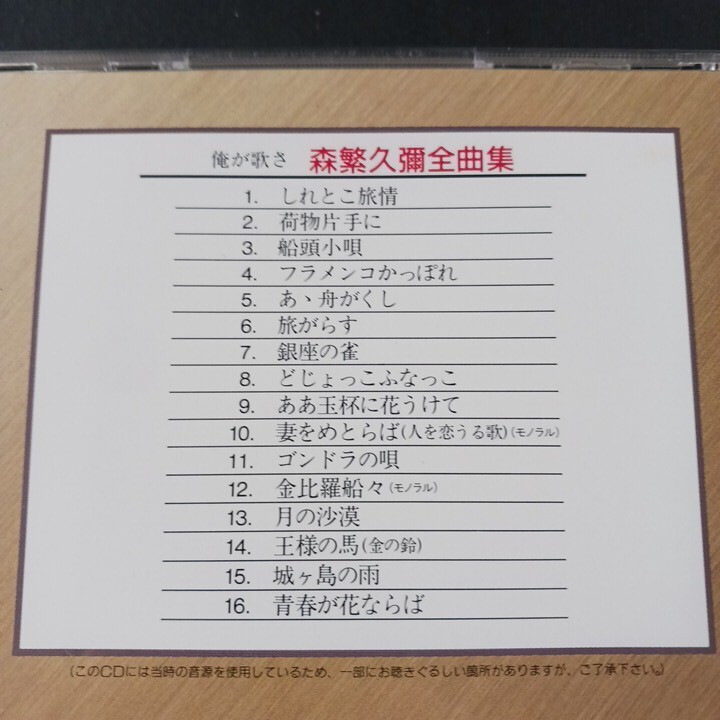 俺が歌さ 森繁久彌全曲集
1. しれとこ旅情
2. 荷物片手に
3. 船頭小唄
4. フラメンコかっぽれ
5. あゝ舟がくし
6. 旅がらす
7. 銀座の雀
8. どじょっこふなっこ
9. ああ玉杯に花うけて
10. 妻をめとらば(人を恋うる歌)(モノラル)
11. ゴンドラの唄
12. 金比羅船々(モノラル)
13. 月の沙漠
14. 王様の馬(金の鈴)
15. 城ヶ島の雨
16. 青春が花ならば
(このCDには当時の音源を使用しているため、一部にお聴きぐるしい箇所がありますが、ご了承下さい。)